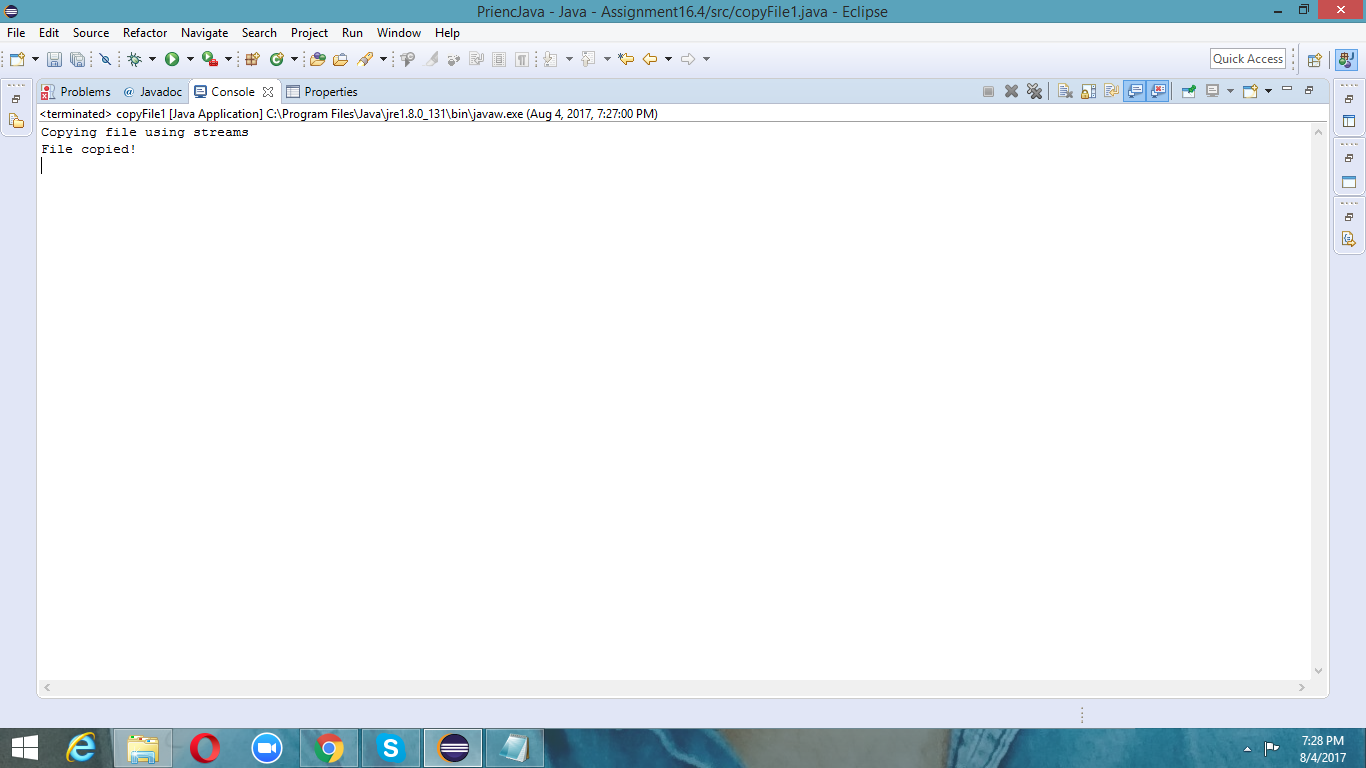 PriencJava - Java - Assignment16.4/src/copyFile1.java - Eclipse
File Edit Source Refactor Navigate Search Project Run Window Help
Quick Access
Problems @ Javadoc Console Properties
<terminated> copyFile1 [Java Application] C:\Program Files\Java\jre1.8.0_131\bin\javaw.exe (Aug 4, 2017, 7:27:00 PM)
Copying file using streams
File copied!
7:28 PM
8/4/2017